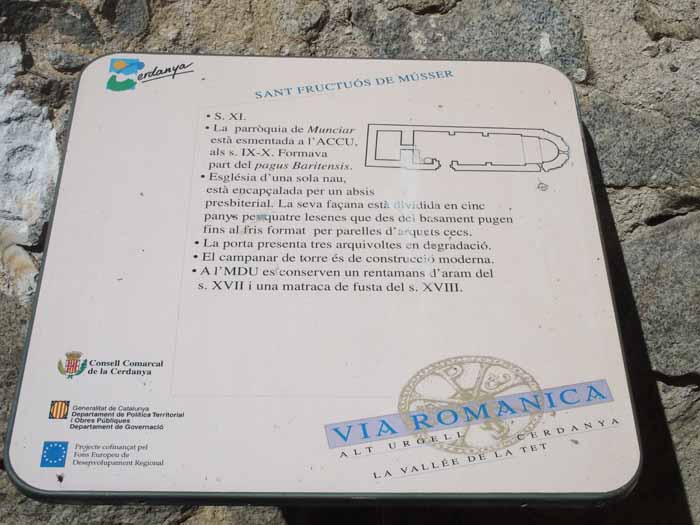 Cerdanya
SANT FRUCTUÓS DE MÚSSER
• S. XI.
• La parròquia de Munciar
està esmentada a l'ACCU,
als s. IX-X. Formava
part del pagus Baritensis.
• Església d'una sola nau,
està encapçalada per un absis
presbiterial. La seva façana està dividida en cinc
panys per quatre lesenes que des del basament pugen
fins al fris format per parelles d'arquets cecs.
• La porta presenta tres arquivoltes en degradació.
• El campanar de torre és de construcció moderna.
• A l'MDU es conserven un rentamans d'aram del
s. XVII i una matraca de fusta del s. XVIII.
Consell Comarcal
de la Cerdanya
Generalitat de Catalunya
Departament de Política Territorial
i Obres Públiques
Departament de Governació
Projecte cofinançat pel
Fons Europeu de
Desenvolupament Regional
VIA ROMANICA
ALT URGELL CERDANYA
LA VALLÉE DE LA TET